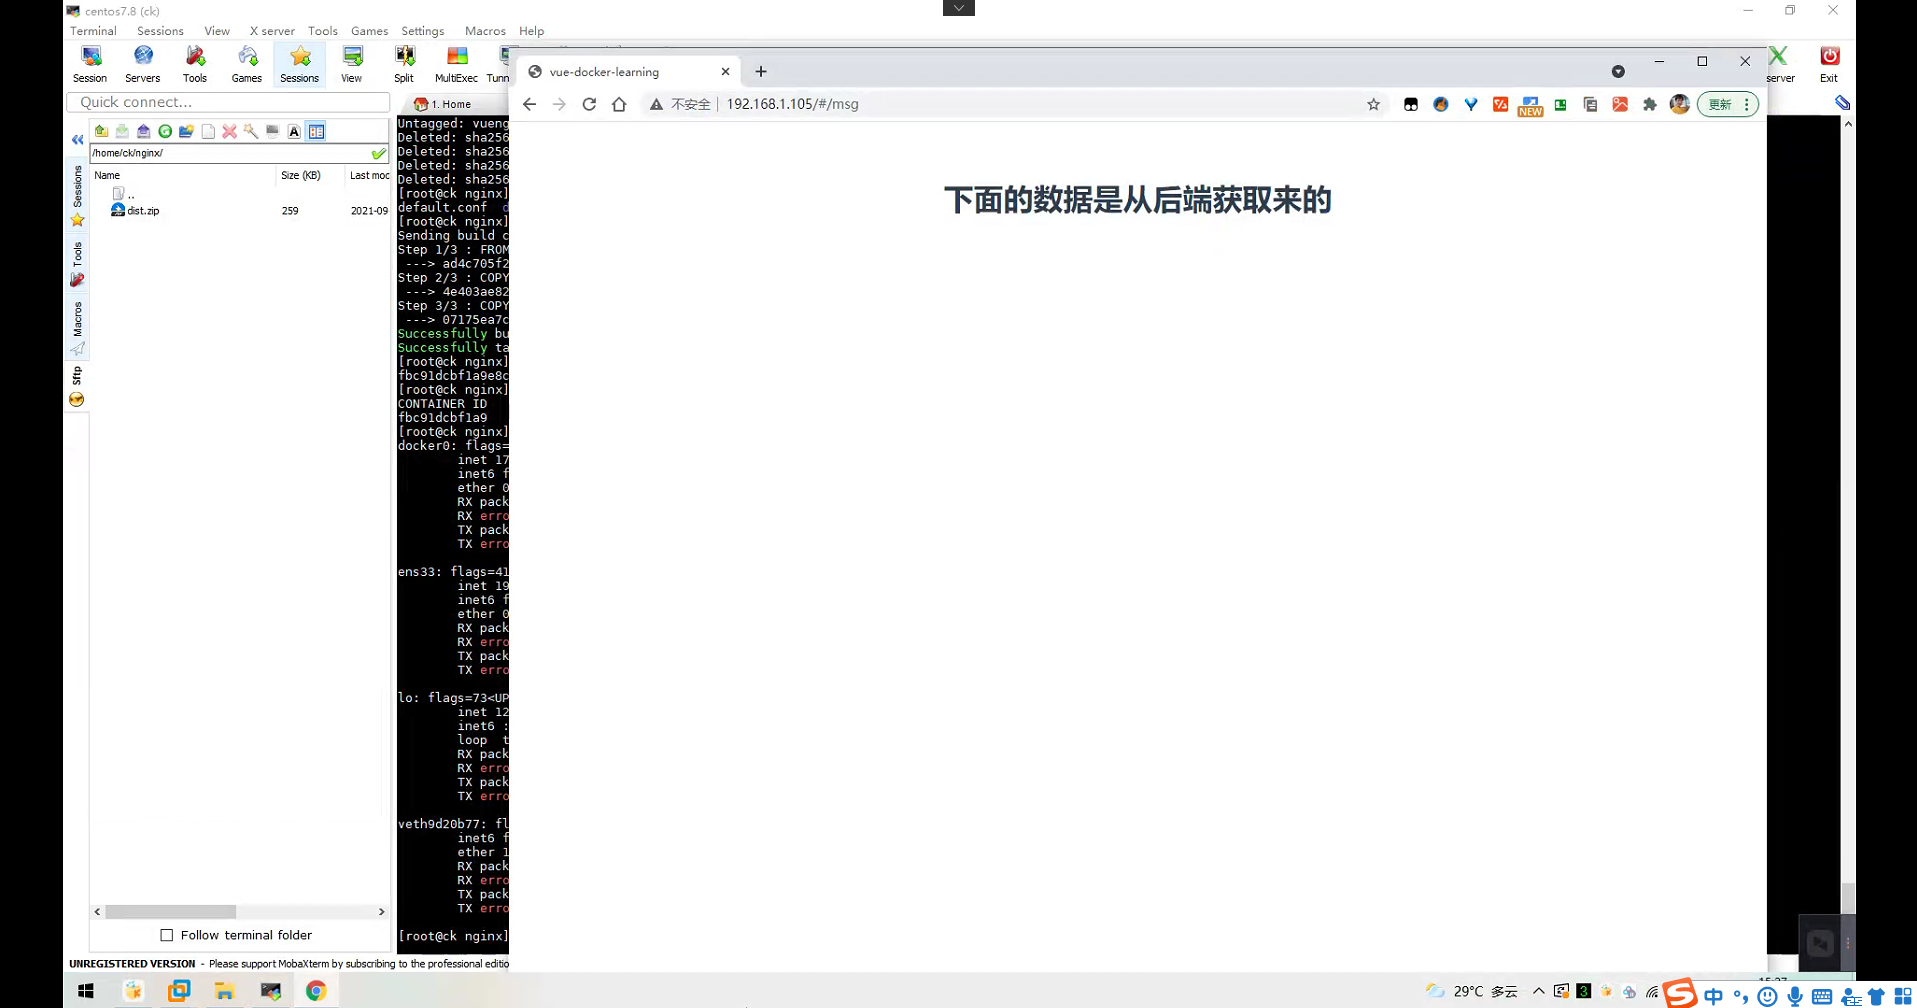 centos7.8 (ck)
Terminal Sessions View X server Tools Games Settings Macros Help
Session Servers Tools Games Sessions View Split MultiExec Tunn server Exit
Quick connect...
1. Home
vue-docker-learning
不安全 192.168.1.105/#/msg
NEW
更新
/home/ck/nginx/
Name Size (KB) Last mod
..
dist.zip 259 2021-09
Sessions
Tools
Macros
Sftp
Untagged: vueng
Deleted: sha256
Deleted: sha256
Deleted: sha256
Deleted: sha256
[root@ck nginx]
default.conf d
[root@ck nginx]
Sending build c
Step 1/3 : FROM
---> ad4c705f2
Step 2/3 : COPY
---> 4e403ae82
Step 3/3 : COPY
---> 07175ea7c
Successfully bu
Successfully ta
[root@ck nginx]
fbc91dcbf1a9e8c
[root@ck nginx]
CONTAINER ID
fbc91dcbf1a9
[root@ck nginx]
docker0: flags=
inet 17
inet6 f
ether 0
RX pack
RX erro
TX pack
TX erro
ens33: flags=41
inet 19
inet6 f
ether 0
RX pack
RX erro
TX pack
TX erro
lo: flags=73<UP
inet 12
inet6 :
loop t
RX pack
RX erro
TX pack
TX erro
veth9d20b77: fl
inet6 f
ether 1
RX pack
RX erro
TX pack
TX erro
[root@ck nginx]
下面的数据是从后端获取来的
Follow terminal folder
UNREGISTERED VERSION - Please support MobaXterm by subscribing to the professional editio
29°C 多云
3
中